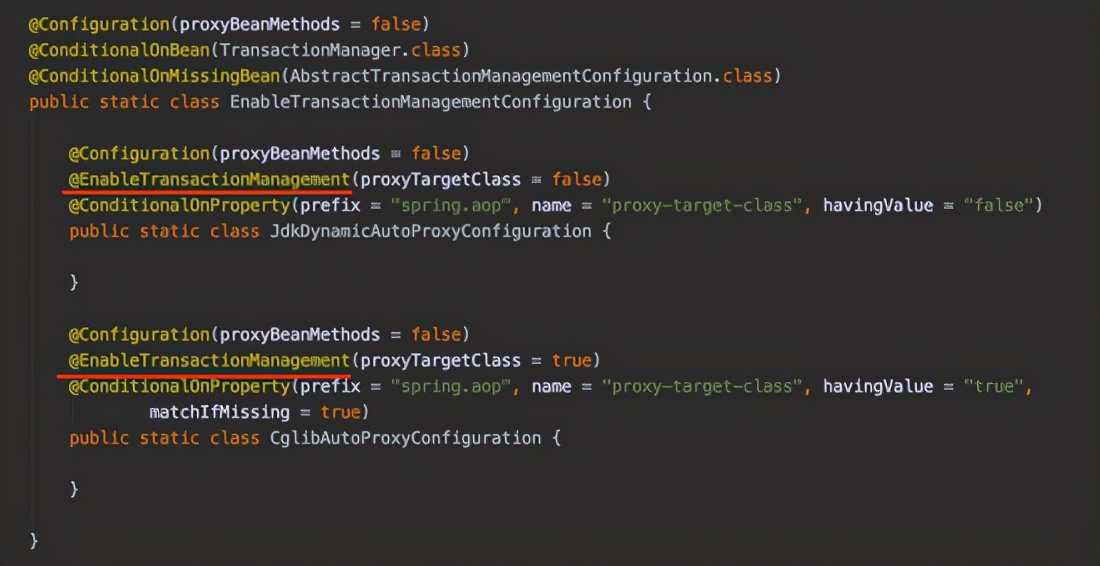 @Configuration(proxyBeanMethods = false)
@ConditionalOnBean(TransactionManager.class)
@ConditionalOnMissingBean(AbstractTransactionManagementConfiguration.class)
public static class EnableTransactionManagementConfiguration {
@Configuration(proxyBeanMethods = false)
@EnableTransactionManagement(proxyTargetClass = false)
@ConditionalOnProperty(prefix = "spring.aop", name = "proxy-target-class", havingValue = "false")
public static class JdkDynamicAutoProxyConfiguration {
}
@Configuration(proxyBeanMethods = false)
@EnableTransactionManagement(proxyTargetClass = true)
@ConditionalOnProperty(prefix = "spring.aop", name = "proxy-target-class", havingValue = "true",
matchIfMissing = true)
public static class CglibAutoProxyConfiguration {
}
}